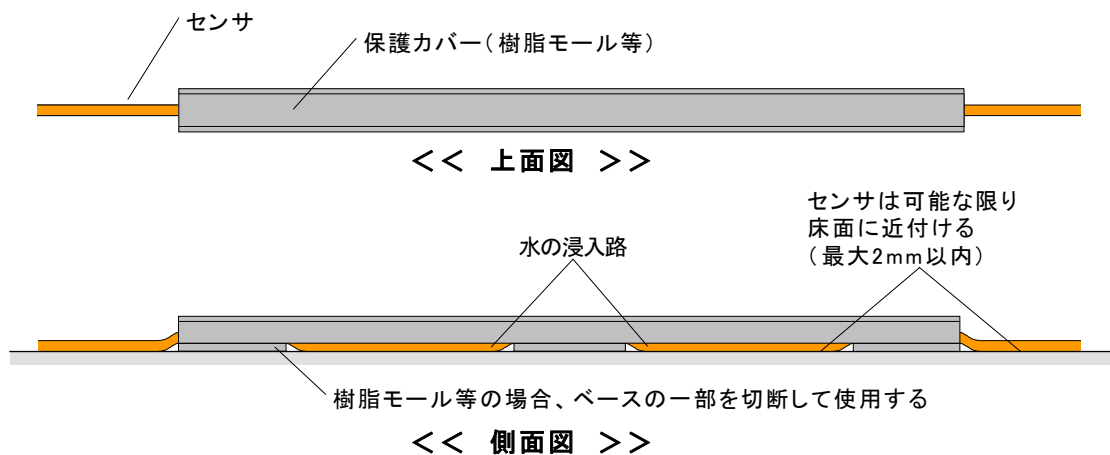 センサ
保護カバー（樹脂モール等）
＜＜ 上面図 ＞＞
センサは可能な限り
床面に近付ける
（最大2mm以内）
水の浸入路
樹脂モール等の場合、ベースの一部を切断して使用する
＜＜ 側面図 ＞＞